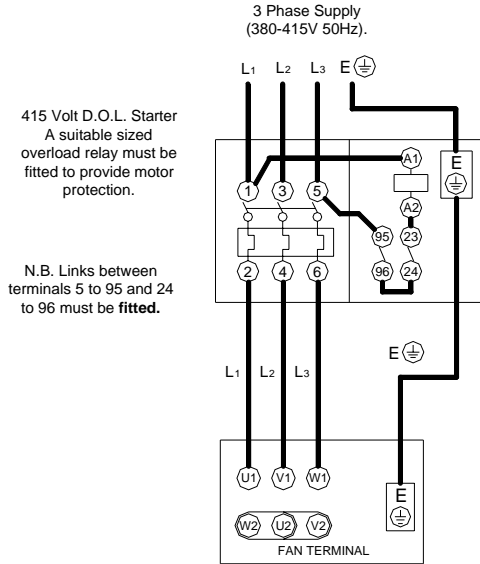 3 Phase Supply
(380-415V 50Hz).
L1 L2 L3 E
415 Volt D.O.L. Starter
A suitable sized
overload relay must be
fitted to provide motor
protection.
A1
E
1 3 5
A2
95 23
N.B. Links between
terminals 5 to 95 and 24
to 96 must be fitted.
2 4 6
96 24
E
L1 L2 L3
U1 V1 W1
E
W2 U2 V2
FAN TERMINAL